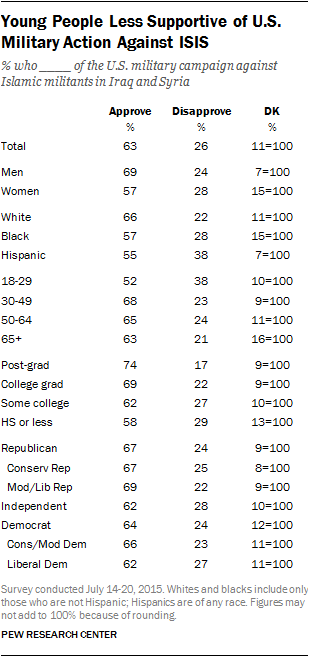 Young People Less Supportive of U.S.
Military Action Against ISIS
% who ____ of the U.S. military campaign against
Islamic militants in Iraq and Syria
Approve Disapprove DK
% % %
Total 63 26 11=100
Men 69 24 7=100
Women 57 28 15=100
White 66 22 11=100
Black 57 28 15=100
Hispanic 55 38 7=100
18-29 52 38 10=100
30-49 68 23 9=100
50-64 65 24 11=100
65+ 63 21 16=100
Post-grad 74 17 9=100
College grad 69 22 9=100
Some college 62 27 10=100
HS or less 58 29 13=100
Republican 67 24 9=100
Conserv Rep 67 25 8=100
Mod/Lib Rep 69 22 9=100
Independent 62 28 10=100
Democrat 64 24 12=100
Cons/Mod Dem 66 23 11=100
Liberal Dem 62 27 11=100
Survey conducted July 14-20, 2015. Whites and blacks include only
those who are not Hispanic; Hispanics are of any race. Figures may
not add to 100% because of rounding.
PEW RESEARCH CENTER